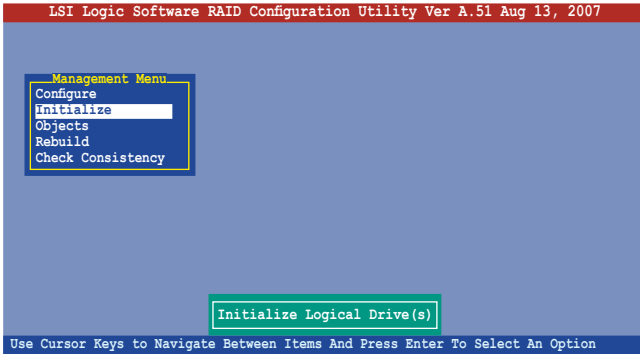 LSI Logic Software RAID Configuration Utility Ver A.51 Aug 13, 2007
Management Menu
Configure
Initialize
Objects
Rebuild
Check Consistency
Initialize Logical Drive(s)
Use Cursor Keys to Navigate Between Items And Press Enter To Select An Option